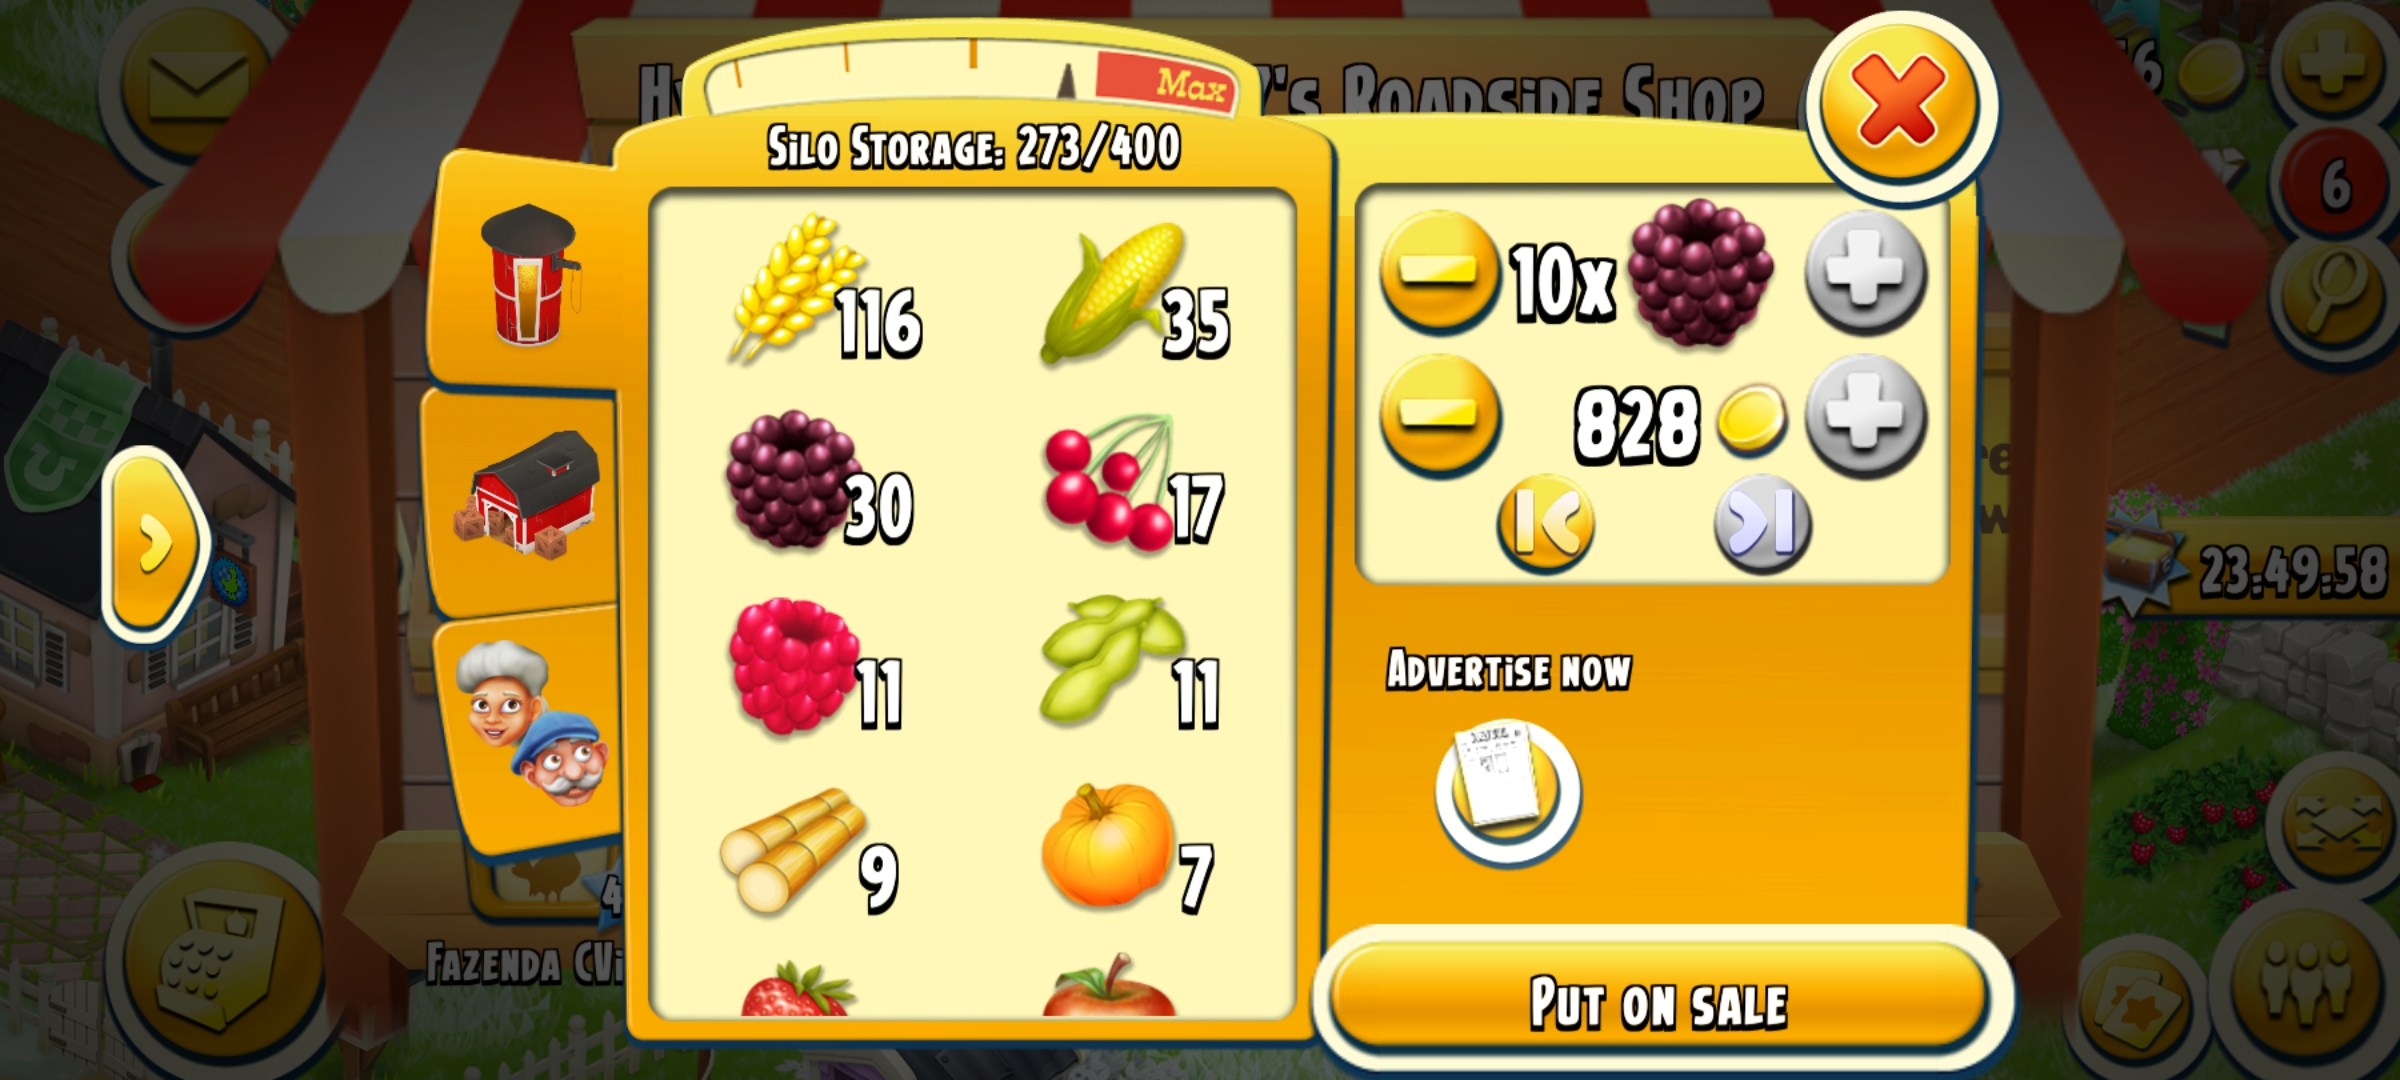 Max
's Roadside Shop
Silo Storage: 273/400
6
116
35
10x
828
30
17
11
11
23:49:58
Advertise now
9
7
Fazenda
Put on sale